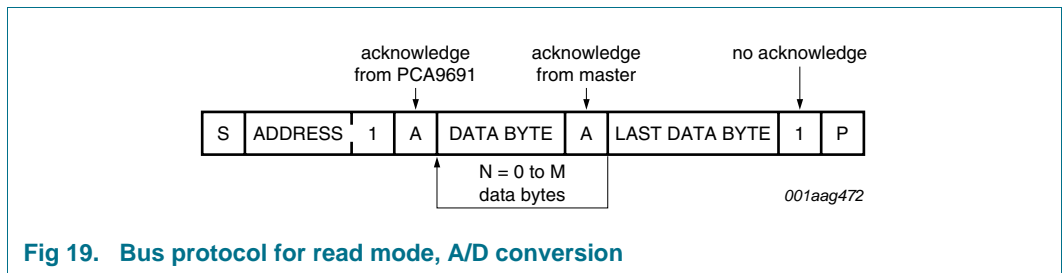 acknowledge
from PCA9691
acknowledge
from master
no acknowledge
S ADDRESS 1 A DATA BYTE A LAST DATA BYTE 1 P
N = 0 to M
data bytes
001aag472
Fig 19. Bus protocol for read mode, A/D conversion